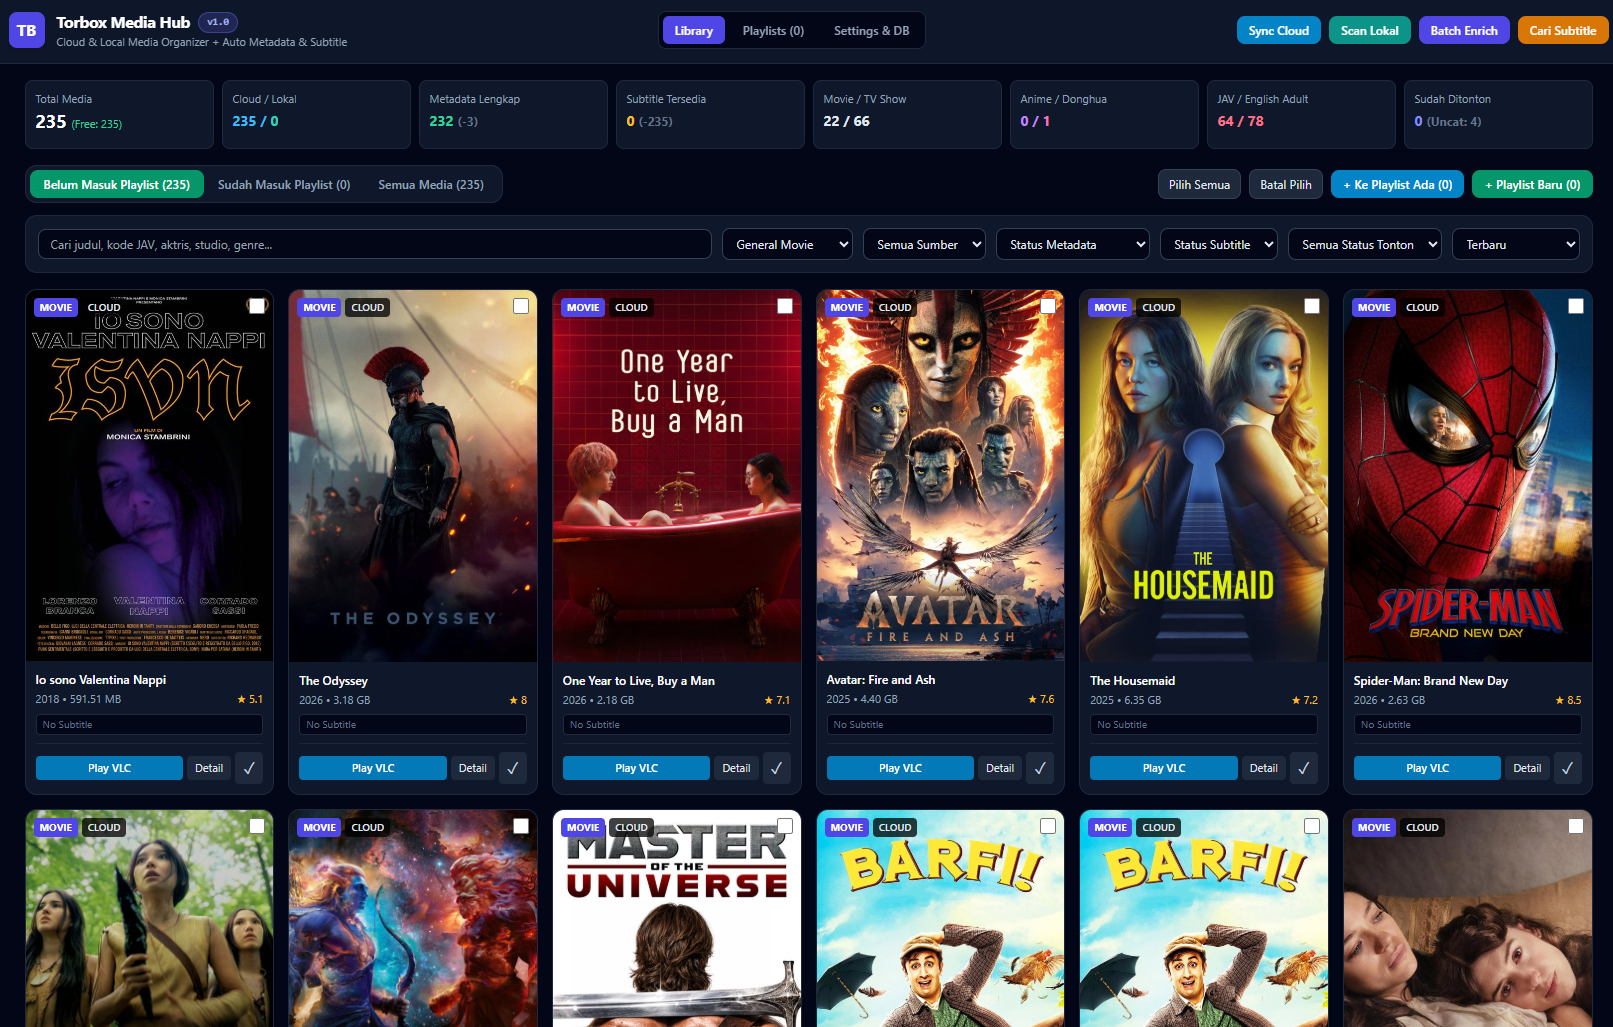 TB
Torbox Media Hub v1.0
Cloud & Local Media Organizer + Auto Metadata & Subtitle
Library
Playlists (0)
Settings & DB
Sync Cloud
Scan Lokal
Batch Enrich
Cari Subtitle
Total Media
235 (Free: 235)
Cloud / Lokal
235 / 0
Metadata Lengkap
232 (-3)
Subtitle Tersedia
0 (-235)
Movie / TV Show
22 / 66
Anime / Donghua
0 / 1
JAV / English Adult
64 / 78
Sudah Ditonton
0 (Uncat: 4)
Belum Masuk Playlist (235)
Sudah Masuk Playlist (0)
Semua Media (235)
Pilih Semua
Batal Pilih
+ Ke Playlist Ada (0)
+ Playlist Baru (0)
Cari judul, kode JAV, aktris, studio, genre...
General Movie
Semua Sumber
Status Metadata
Status Subtitle
Semua Status Tonton
Terbaru
MOVIE CLOUD
IO SONO
VALENTINA NAPPI
ISVN
UN FILM DI
MONICA STAMBRINI
LORENZO BRANCA
VALENTINA NAPPI
CORRADO SASSI
Io sono Valentina Nappi
2018 • 591.51 MB
★ 5.1
No Subtitle
Play VLC
Detail
✓
MOVIE CLOUD
THE ODYSSEY
The Odyssey
2026 • 3.18 GB
★ 8
No Subtitle
Play VLC
Detail
✓
MOVIE CLOUD
One Year
to Live,
Buy a Man
One Year to Live, Buy a Man
2026 • 2.18 GB
★ 7.1
No Subtitle
Play VLC
Detail
✓
MOVIE CLOUD
AVATAR
FIRE AND ASH
Avatar: Fire and Ash
2025 • 4.40 GB
★ 7.6
No Subtitle
Play VLC
Detail
✓
MOVIE CLOUD
THE
HOUSEMAID
The Housemaid
2025 • 6.35 GB
★ 7.2
No Subtitle
Play VLC
Detail
✓
MOVIE CLOUD
SPIDER-MAN
BRAND NEW DAY
Spider-Man: Brand New Day
2026 • 2.63 GB
★ 8.5
No Subtitle
Play VLC
Detail
✓
MOVIE CLOUD
MOVIE CLOUD
MOVIE CLOUD
MASTER
OF THE
UNIVERSE
MOVIE CLOUD
BARFI!
MOVIE CLOUD
BARFI!
MOVIE CLOUD